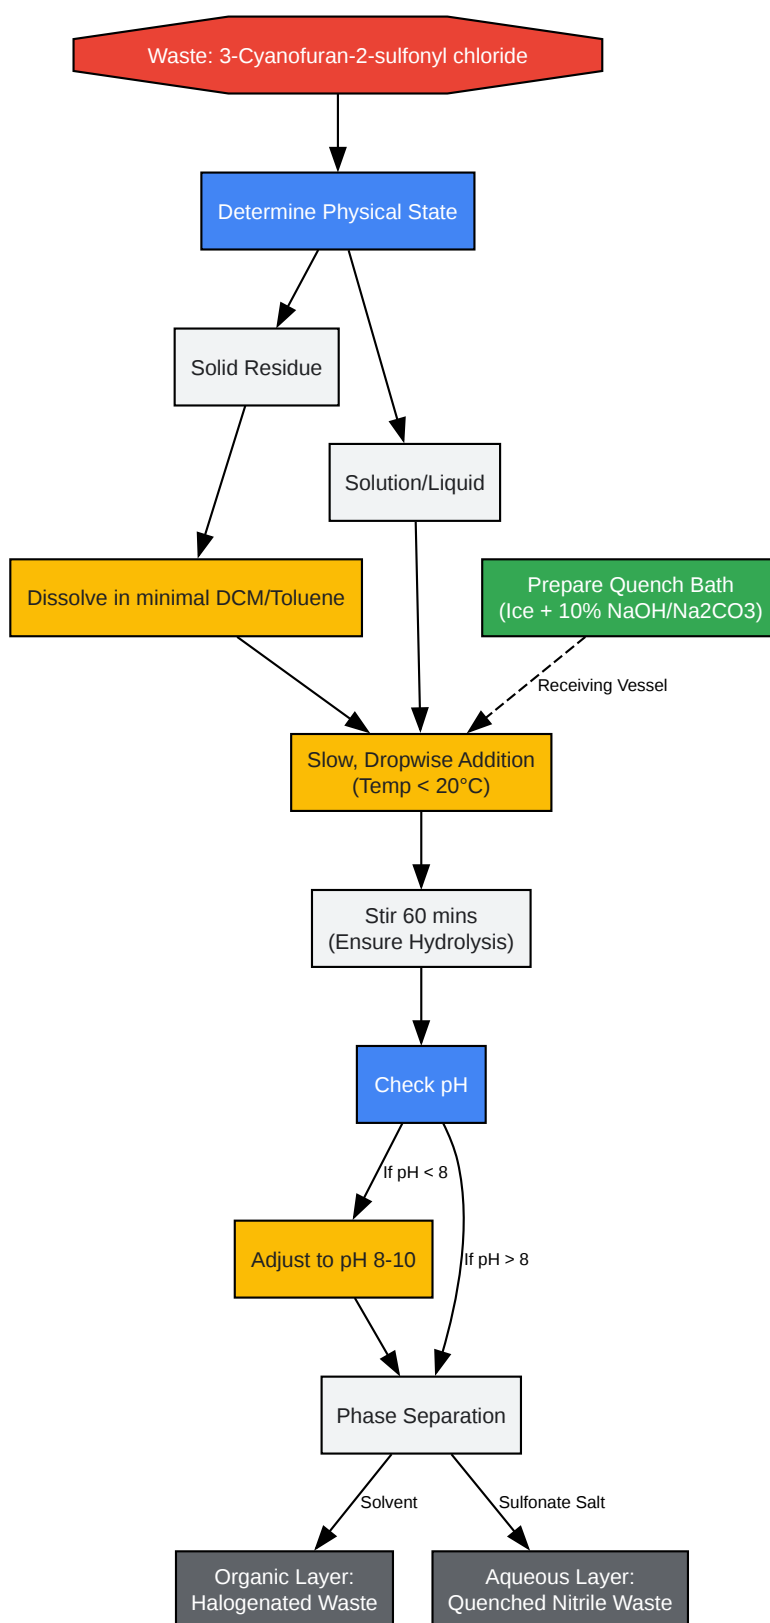 Waste: 3-Cyanofuran-2-sulfonyl chloride
Determine Physical State
Solid Residue
Solution/Liquid
Dissolve in minimal DCM/Toluene
Prepare Quench Bath
(Ice + 10% NaOH/Na2CO3)
Receiving Vessel
Slow, Dropwise Addition
(Temp < 20°C)
Stir 60 mins
(Ensure Hydrolysis)
Check pH
If pH < 8
Adjust to pH 8-10
If pH > 8
Phase Separation
Solvent
Sulfonate Salt
Organic Layer:
Halogenated Waste
Aqueous Layer:
Quenched Nitrile Waste